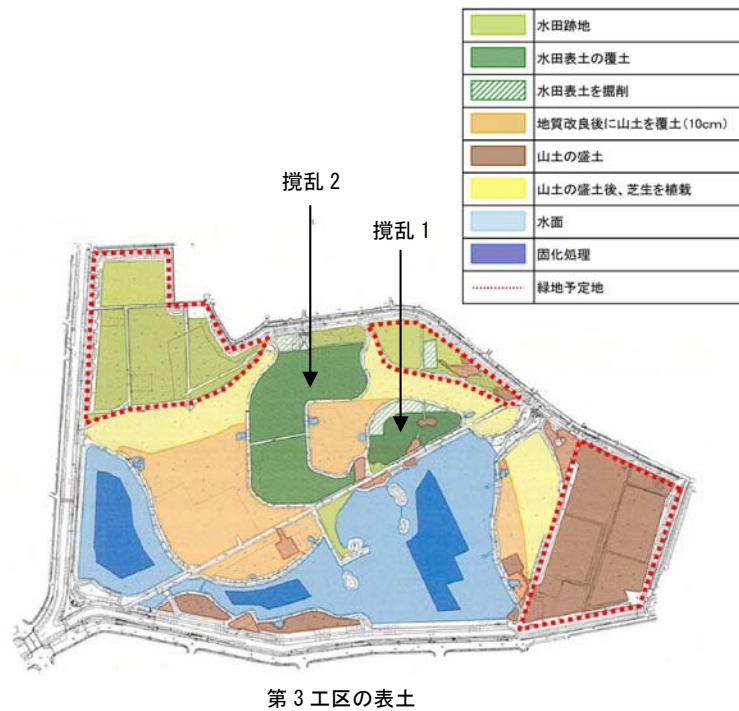 水田跡地
水田表土の覆土
水田表土を掘削
地質改良後に山土を覆土(10cm)
山土の盛土
山土の盛土後、芝生を植栽
水面
固化処理
緑地予定地
撹乱2
撹乱1
第3工区の表土